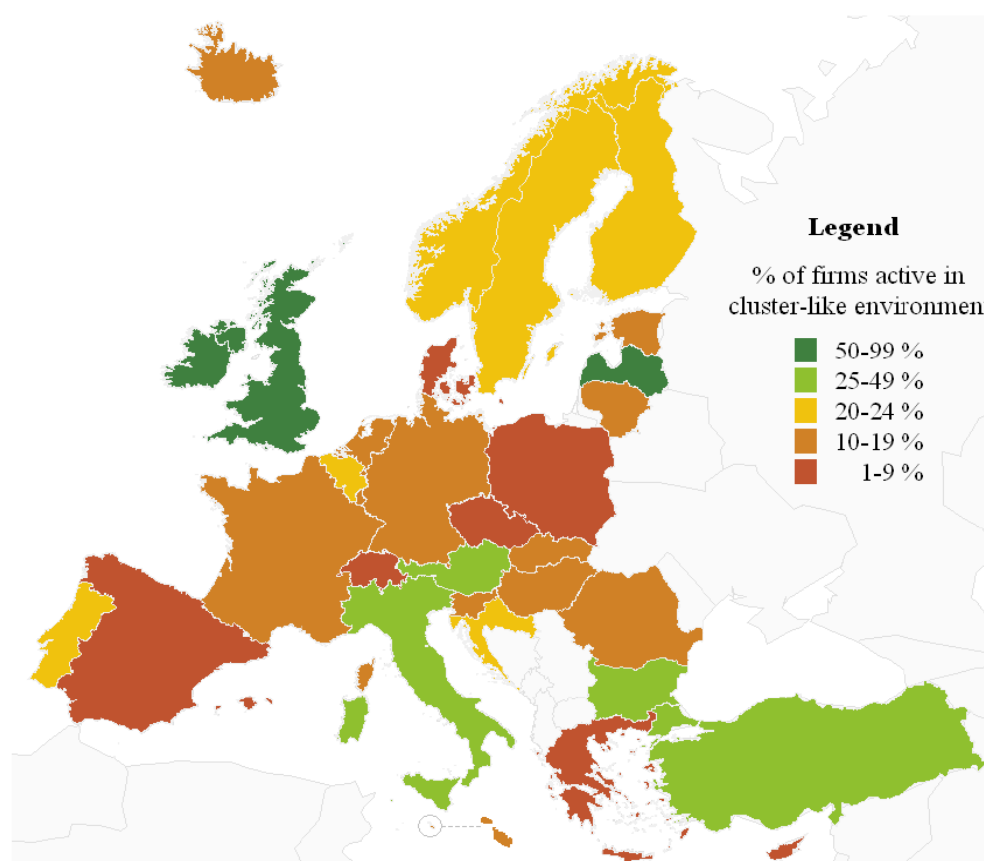 Legend
% of firms active in
cluster-like environmen
50-99 %
25-49 %
20-24 %
10-19 %
1-9 %